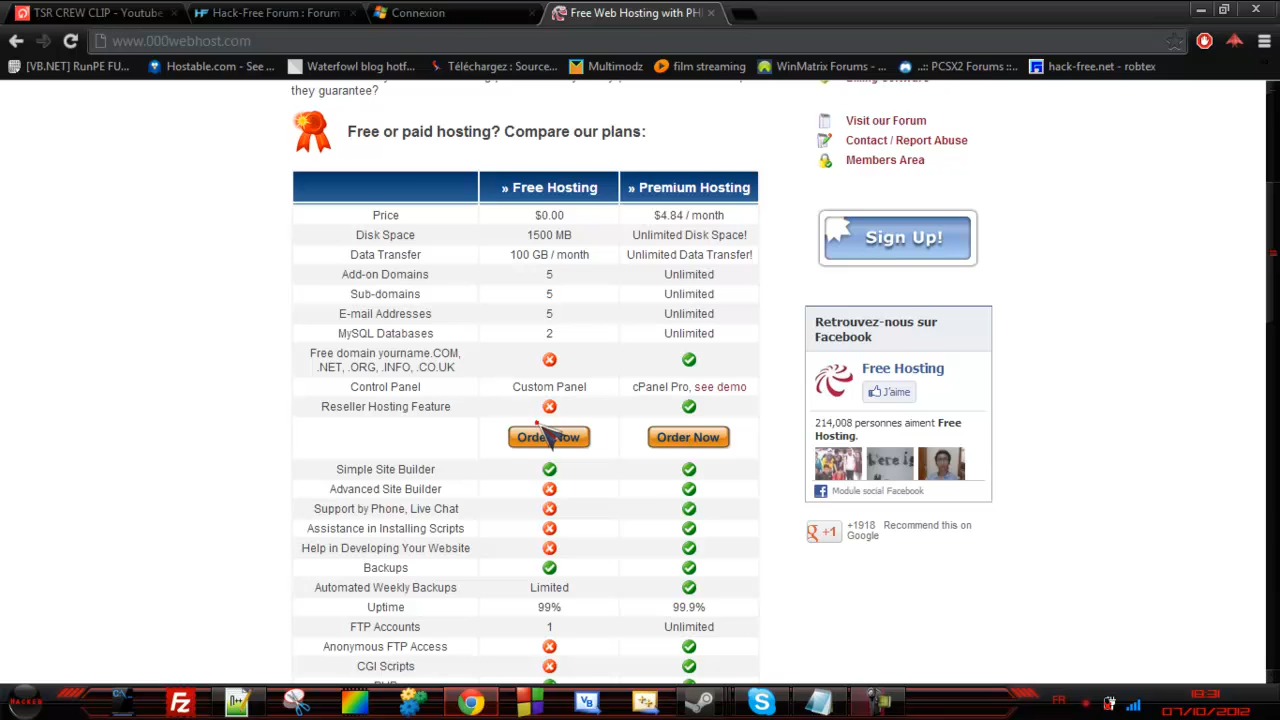 TSR CREW CLIP - Youtube
Hack-Free Forum : Forum
Connexion
Free Web Hosting with PH
www.000webhost.com
[VB.NET] RunPE FU...
Hostable.com - See ...
Waterfowl blog hotf...
Téléchargez : Source...
Multimodz
film streaming
WinMatrix Forums - ...
..:: PCSX2 Forums ::..
hack-free.net - robtex
they guarantee?
Free or paid hosting? Compare our plans:
» Free Hosting » Premium Hosting
Price $0.00 $4.84 / month
Disk Space 1500 MB Unlimited Disk Space!
Data Transfer 100 GB / month Unlimited Data Transfer!
Add-on Domains 5 Unlimited
Sub-domains 5 Unlimited
E-mail Addresses 5 Unlimited
MySQL Databases 2 Unlimited
Free domain yourname.COM,
.NET, .ORG, .INFO, .CO.UK
Control Panel Custom Panel cPanel Pro, see demo
Reseller Hosting Feature
Order Now Order Now
Simple Site Builder
Advanced Site Builder
Support by Phone, Live Chat
Assistance in Installing Scripts
Help in Developing Your Website
Backups
Automated Weekly Backups Limited
Uptime 99% 99.9%
FTP Accounts 1 Unlimited
Anonymous FTP Access
CGI Scripts
Visit our Forum
Contact / Report Abuse
Members Area
Sign Up!
Retrouvez-nous sur
Facebook
Free Hosting
J'aime
214,008 personnes aiment Free
Hosting.
Module social Facebook
+1 +1918 Recommend this on
Google
HACKED
FR
18:31
07/10/2012